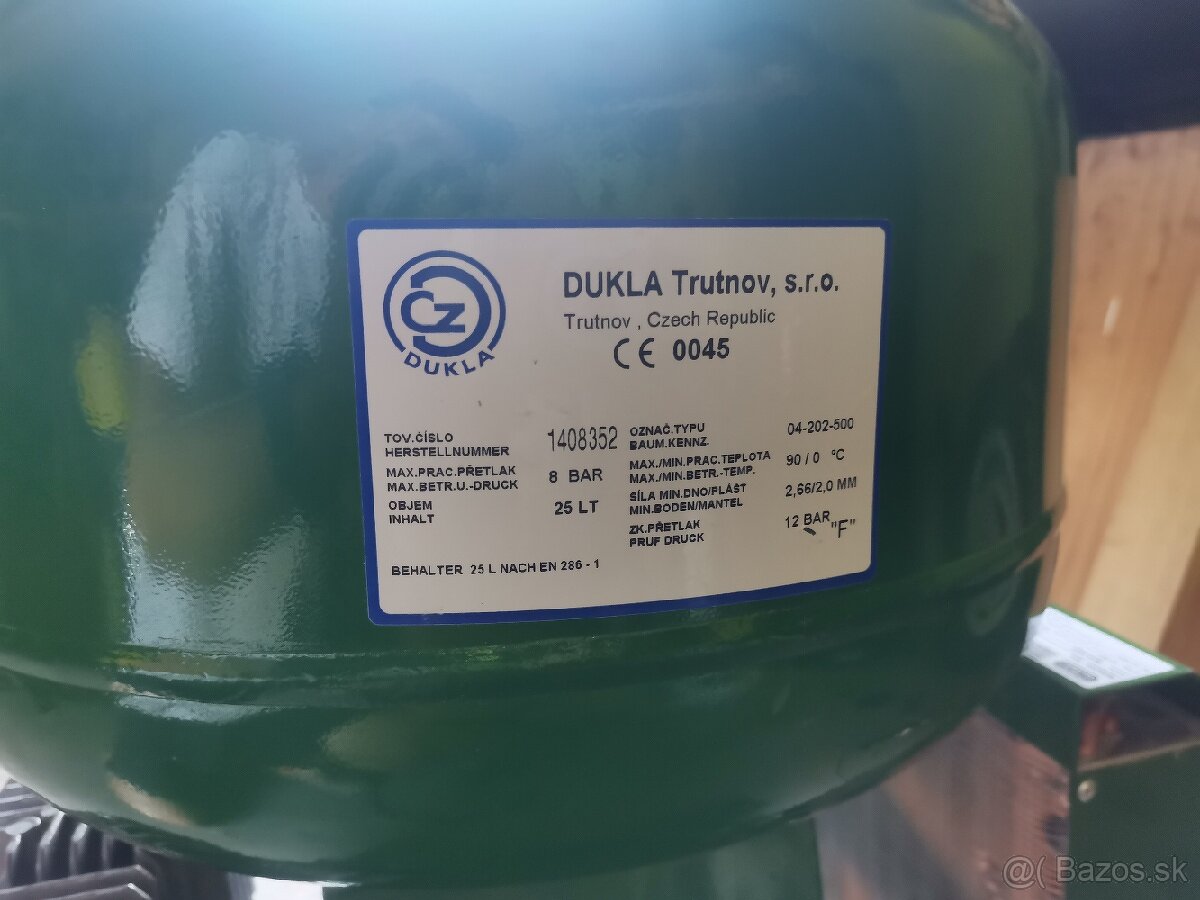 CZ
DUKLA
DUKLA Trutnov, s.r.o.
Trutnov , Czech Republic
CE 0045
TOV.ČÍSLO
HERSTELLNUMMER
1408352
MAX.PRAC.PŘETLAK
MAX.BETR.U.-DRUCK
8 BAR
OBJEM
INHALT
25 LT
OZNAČ.TYPU
BAUM.KENNZ.
04-202-500
MAX./MIN.PRAC.TEPLOTA
MAX./MIN.BETR.-TEMP.
90 / 0 °C
SÍLA MIN.DNO/PLÁŠŤ
MIN.BODEN/MANTEL
2,66/2,0 MM
ZK.PŘETLAK
PRUF DRUCK
12 BAR "F"
BEHALTER 25 L NACH EN 286 - 1
@( Bazos.sk